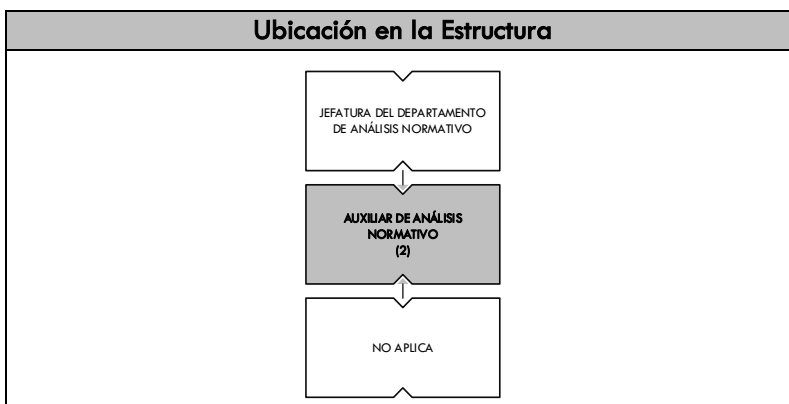 Ubicación en la Estructura
JEFATURA DEL DEPARTAMENTO
DE ANÁLISIS NORMATIVO
AUXILIAR DE ANÁLISIS
NORMATIVO
(2)
NO APLICA